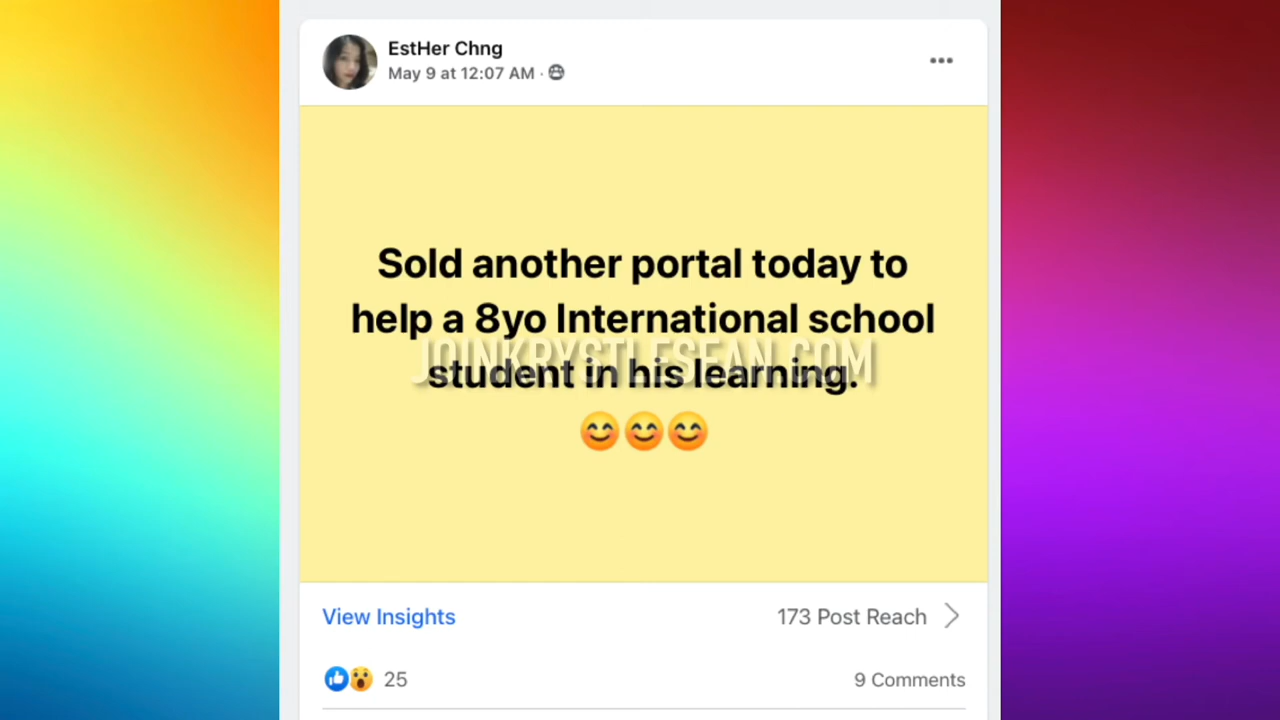 EstHer Chng
May 9 at 12:07 AM ·
Sold another portal today to
help a 8yo International school
JOINKRYSTLESEAN.COM
student in his learning.
😊😊😊
View Insights
173 Post Reach
25
9 Comments